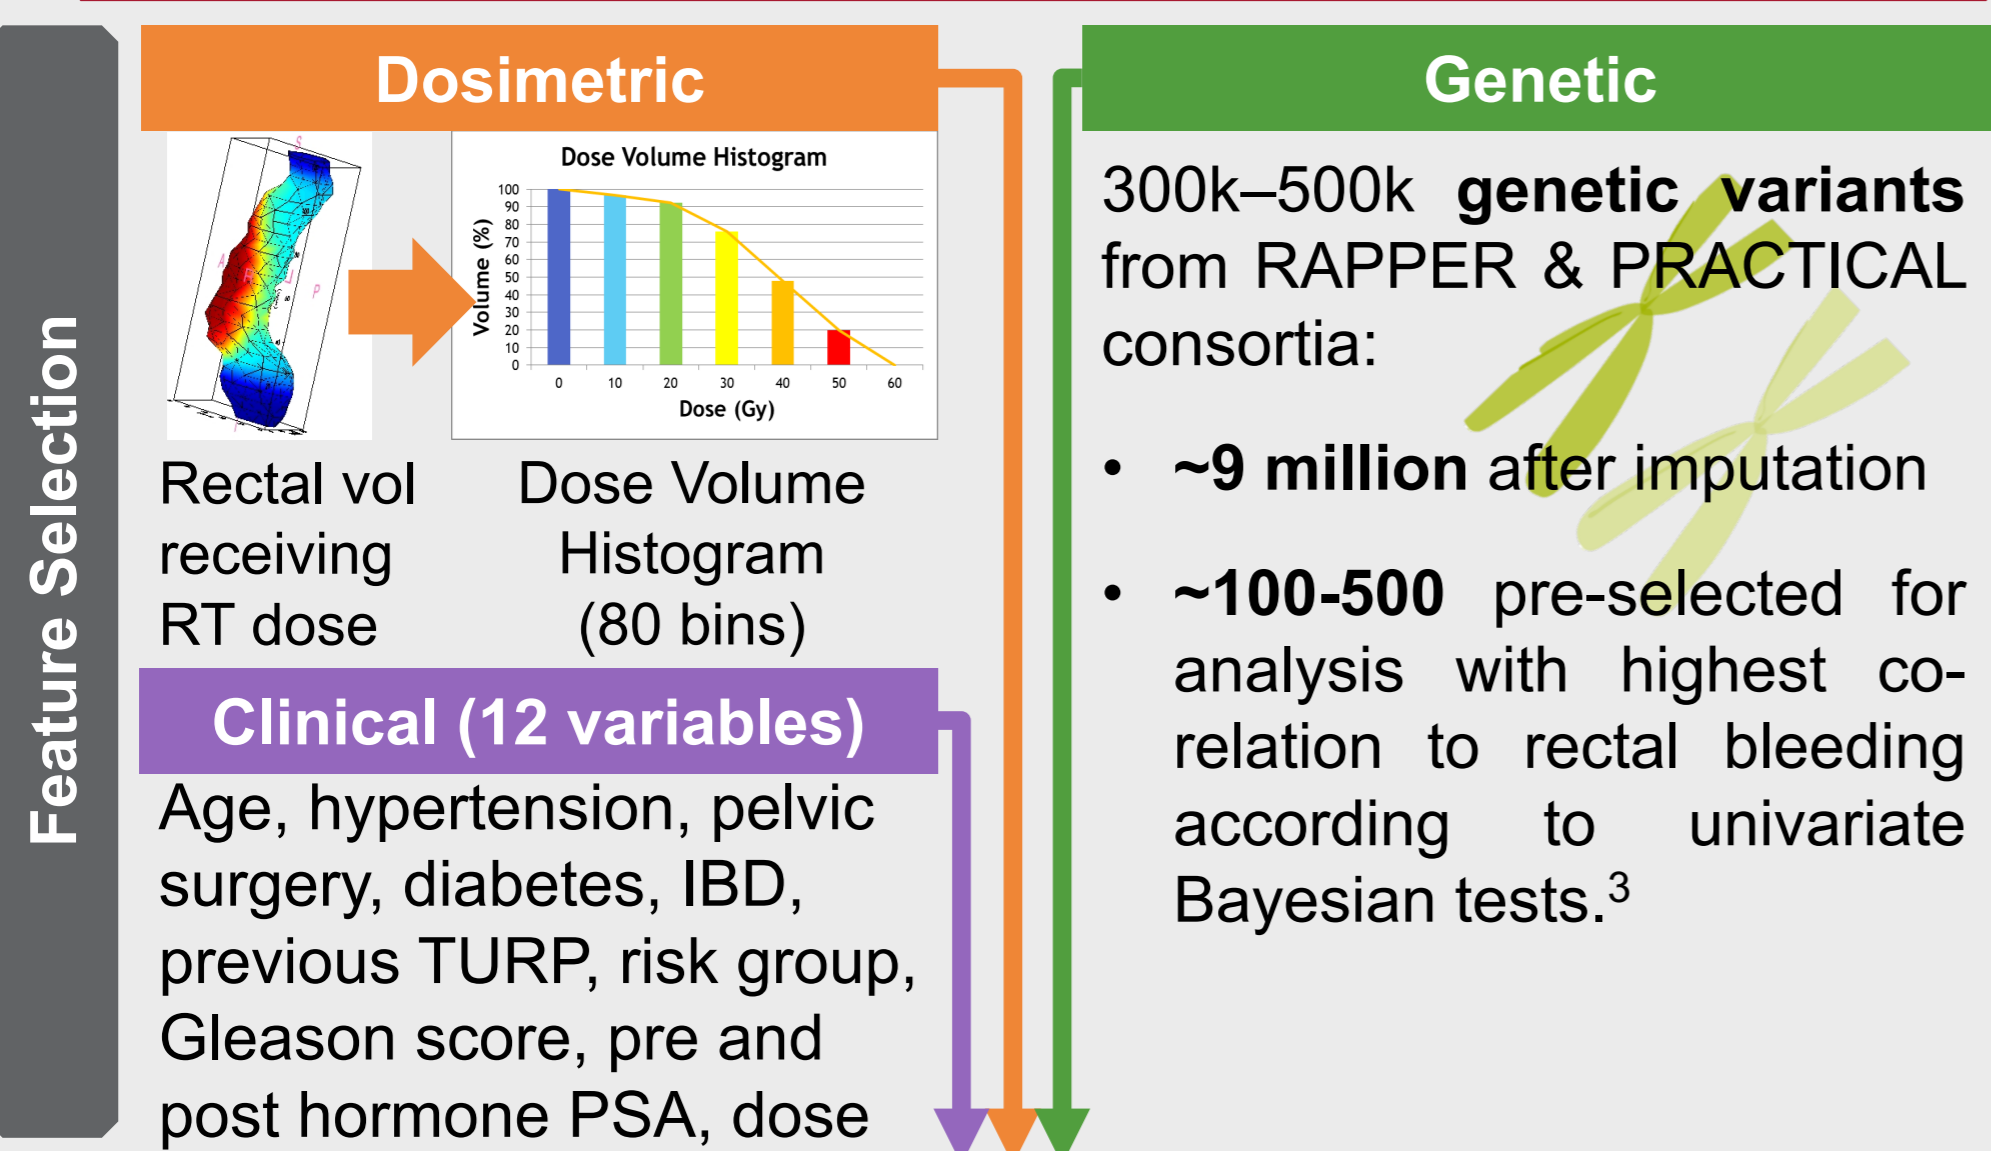 Feature Selection
Dosimetric
S
A
R
L
P
I
Dose Volume Histogram
Volume (%)
100
90
80
70
60
50
40
30
20
10
0
0 10 20 30 40 50 60
Dose (Gy)
Rectal vol
receiving
RT dose
Dose Volume
Histogram
(80 bins)
Clinical (12 variables)
Age, hypertension, pelvic
surgery, diabetes, IBD,
previous TURP, risk group,
Gleason score, pre and
post hormone PSA, dose
Genetic
300k–500k genetic variants
from RAPPER & PRACTICAL
consortia:
• ~9 million after imputation
• ~100-500 pre-selected for
analysis with highest co-
relation to rectal bleeding
according to univariate
Bayesian tests.³